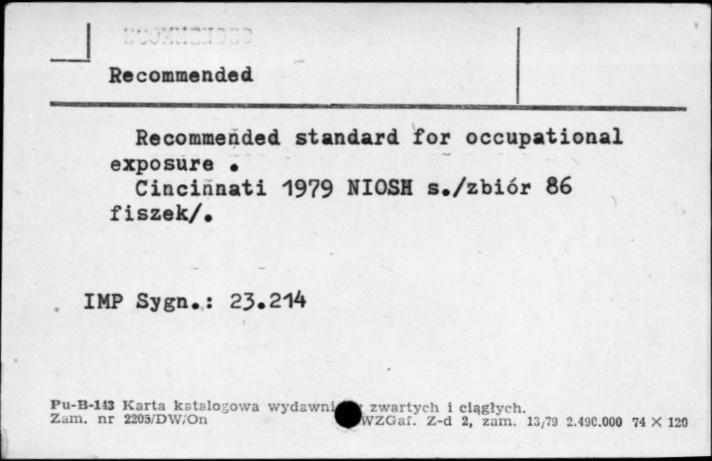 Recommended
Recommended standard for occupational
exposure .
Cincinnati 1979 NIOSH s./zbiór 86
fiszek/.
IMP Sygn.: 23.214
Pu-B-143 Karta katalogowa wydawni zwartych i ciągłych.
Zam. nr 2205/DW/On WZGaf. Z-d 2, zam. 13/79 2.490.000 74 X 120